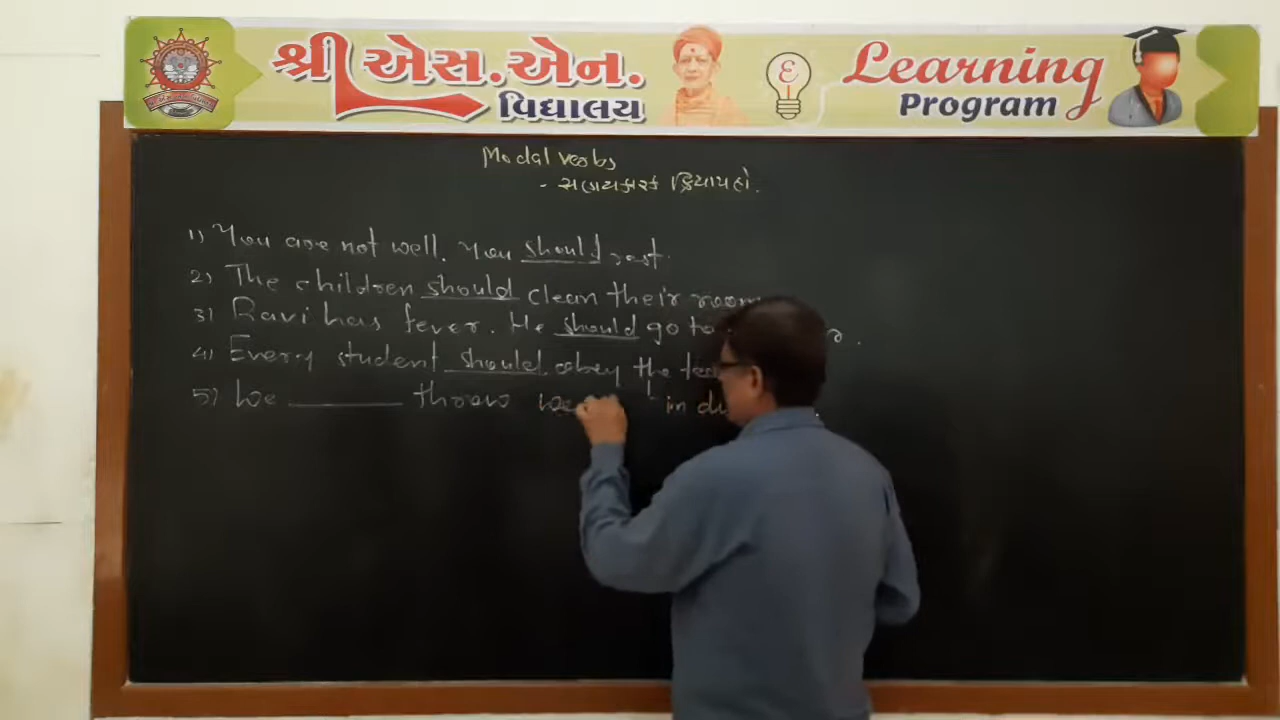 શ્રી એસ.એન. વિદ્યાલય
Learning Program
Modal verbs
- સહાયકારક ક્રિયાપદો.
1) You are not well. You should rest.
2) The children should clean their room
3) Ravi has fever. He should go to
4) Every student should obey the
5) We ______ throw in